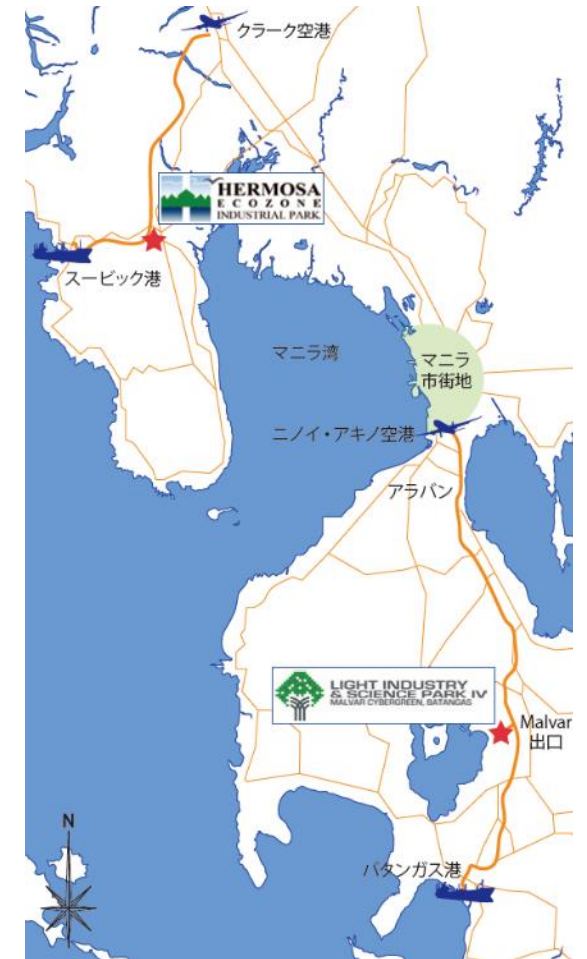 クラーク空港
HERMOSA
ECOZONE
INDUSTRIAL PARK
スービック港
マニラ湾
マニラ
市街地
ニノイ・アキノ空港
アラバン
LIGHT INDUSTRY
& SCIENCE PARK IV
MALVAR CYBERGREEN, BATANGAS
Malvar
出口
N
バタンガス港